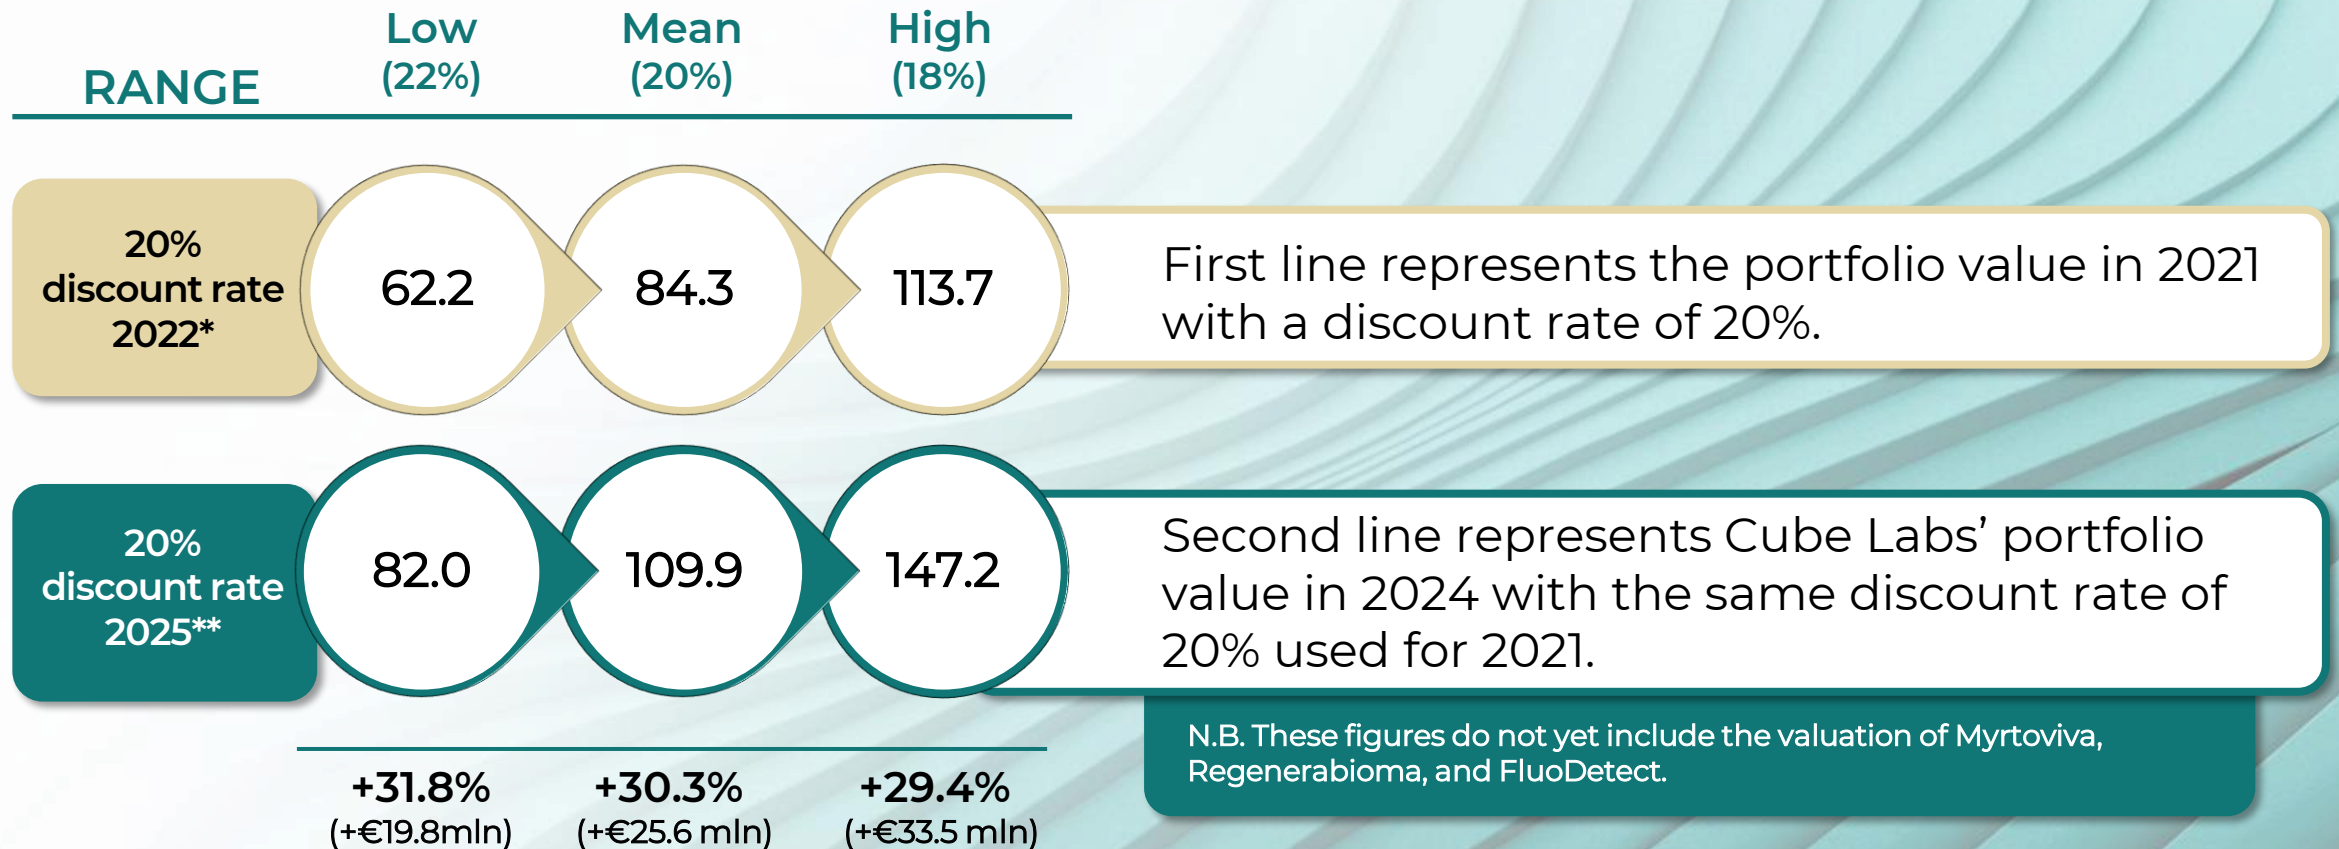 RANGE
Low
(22%)
Mean
(20%)
High
(18%)
20%
discount rate
2022*
62.2
84.3
113.7
First line represents the portfolio value in 2021
with a discount rate of 20%.
20%
discount rate
2025**
82.0
109.9
147.2
Second line represents Cube Labs’ portfolio
value in 2024 with the same discount rate of
20% used for 2021.
N.B. These figures do not yet include the valuation of Myrtoviva,
Regenerabioma, and FluoDetect.
+31.8%
(+€19.8mln)
+30.3%
(+€25.6 mln)
+29.4%
(+€33.5 mln)